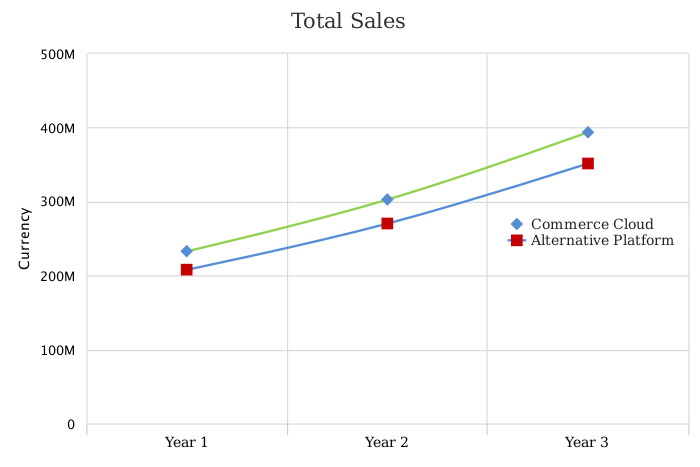 Total Sales
500M
400M
300M
200M
100M
0
Currency
Commerce Cloud
Alternative Platform
Year 1
Year 2
Year 3